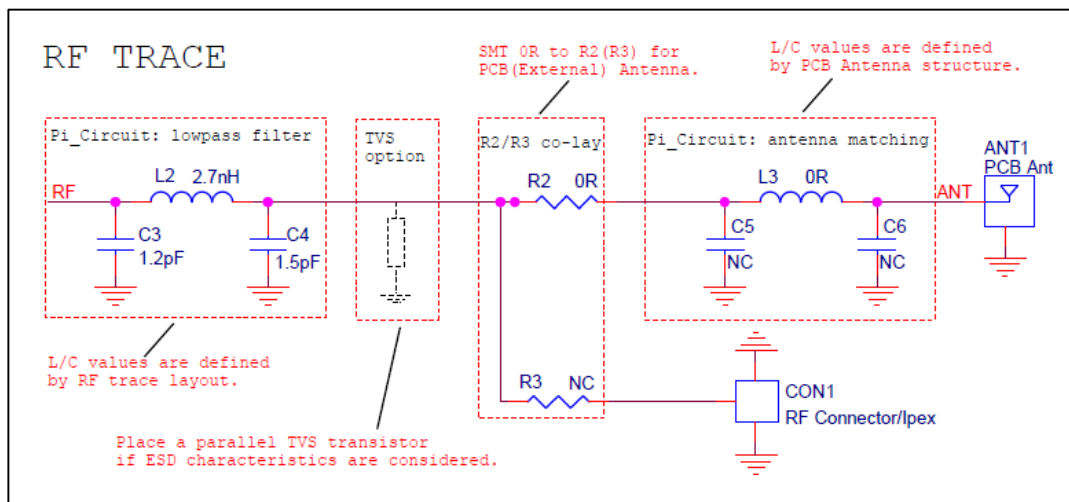 RF TRACE
SMT 0R to R2(R3) for
PCB(External) Antenna.
L/C values are defined
by PCB Antenna structure.
Pi_Circuit: lowpass filter
TVS
option
R2/R3 co-lay
Pi_Circuit: antenna matching
ANT1
PCB Ant
RF
L2 2.7nH
R2 0R
L3 0R
ANT
C3
1.2pF
C4
1.5pF
C5
NC
C6
NC
L/C values are defined
by RF trace layout.
R3 NC
CON1
RF Connector/Ipex
Place a parallel TVS transistor
if ESD characteristics are considered.